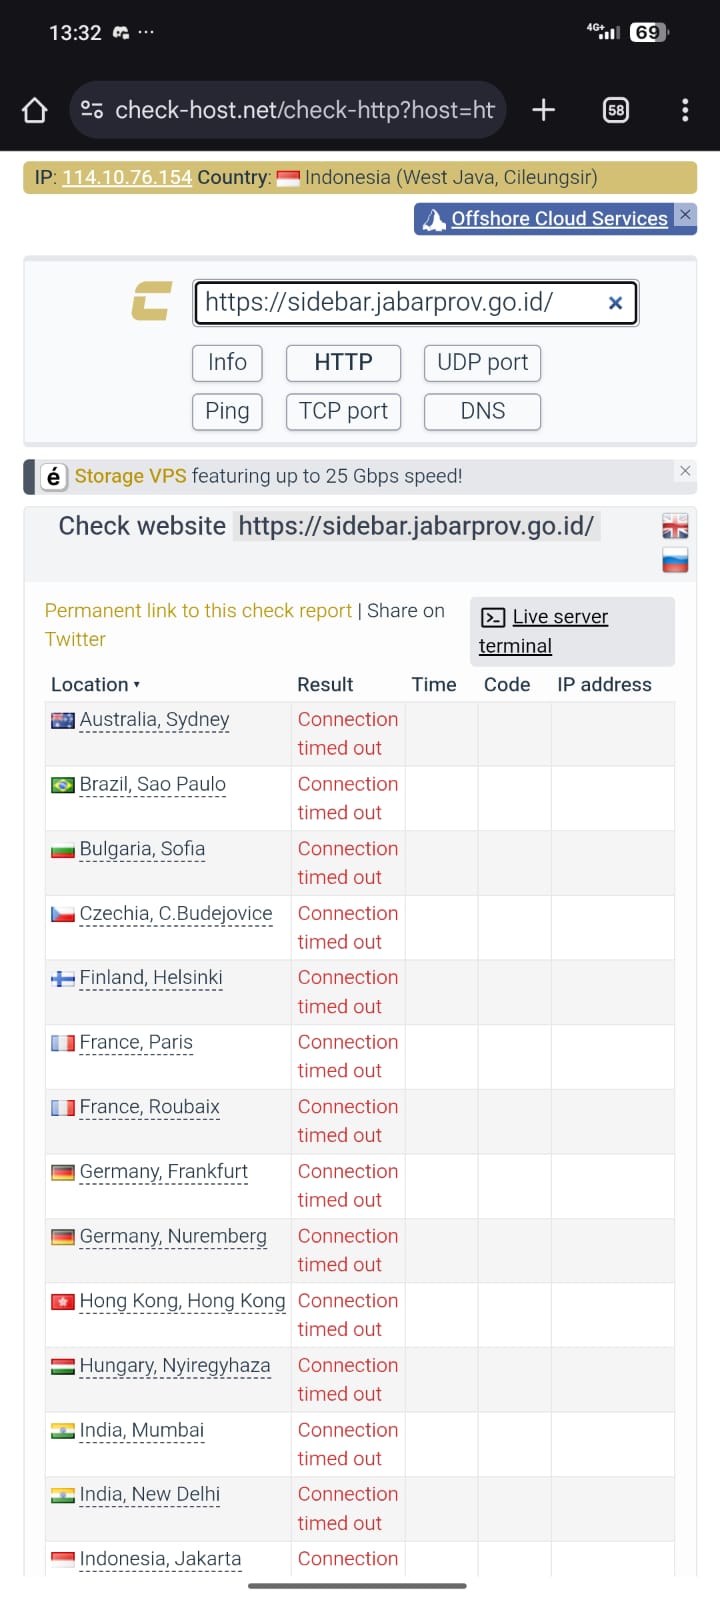 13:32 ... 4G+ 69
check-host.net/check-http?host=ht 58
IP: 114.10.76.154 Country: Indonesia (West Java, Cileungsir)
Offshore Cloud Services
https://sidebar.jabarprov.go.id/
Info HTTP UDP port
Ping TCP port DNS
é Storage VPS featuring up to 25 Gbps speed!
Check website https://sidebar.jabarprov.go.id/
Permanent link to this check report | Share on
Twitter
Live server
terminal
Location Result Time Code IP address
Australia, Sydney Connection
timed out
Brazil, Sao Paulo Connection
timed out
Bulgaria, Sofia Connection
timed out
Czechia, C.Budejovice Connection
timed out
Finland, Helsinki Connection
timed out
France, Paris Connection
timed out
France, Roubaix Connection
timed out
Germany, Frankfurt Connection
timed out
Germany, Nuremberg Connection
timed out
Hong Kong, Hong Kong Connection
timed out
Hungary, Nyiregyhaza Connection
timed out
India, Mumbai Connection
timed out
India, New Delhi Connection
timed out
Indonesia, Jakarta Connection